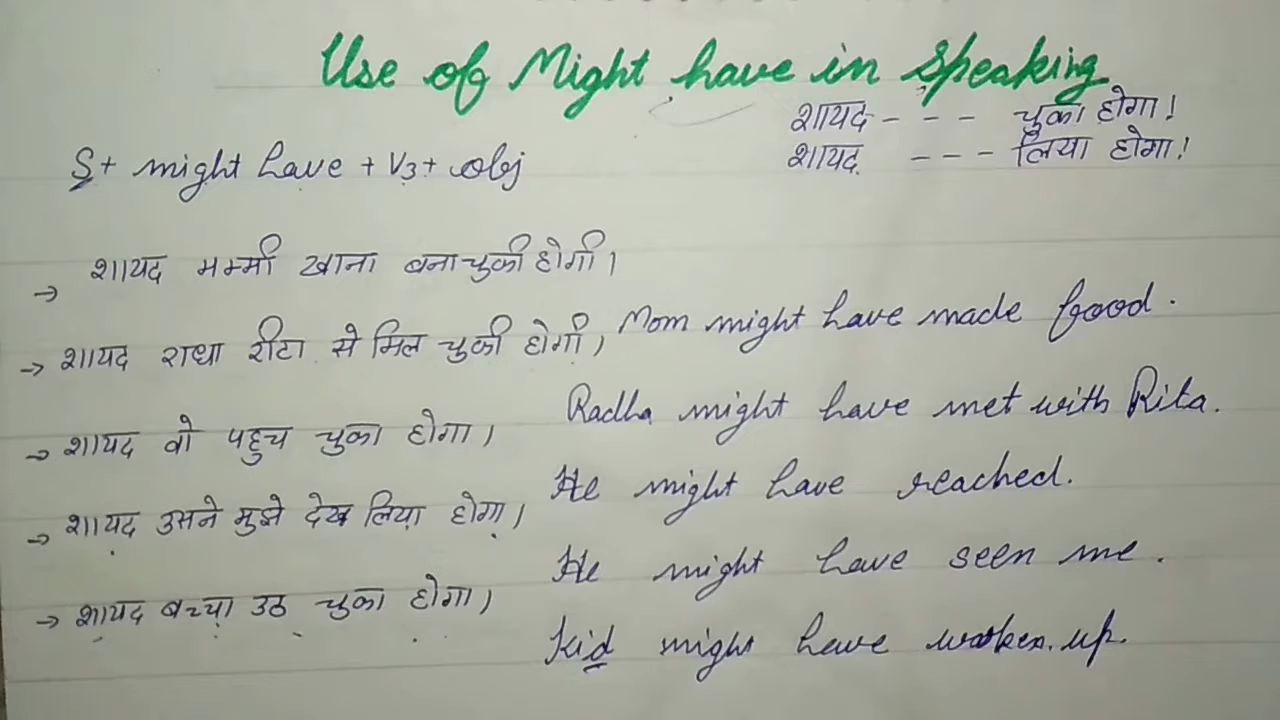 Use of Might have in Speaking
शायद - - - चुका होगा!
शायद - - - लिया होगा!
S + might have + V3 + obj
→ शायद मम्मी खाना बना चुकी होगी।
Mom might have made food.
→ शायद राधा रीटा से मिल चुकी होगी।
Radha might have met with Rita.
→ शायद वो पहुच चुका होगा।
He might have reached.
→ शायद उसने मुझे देख लिया होगा।
He might have seen me.
→ शायद बच्चा उठ चुका होगा।
Kid might have woken up.